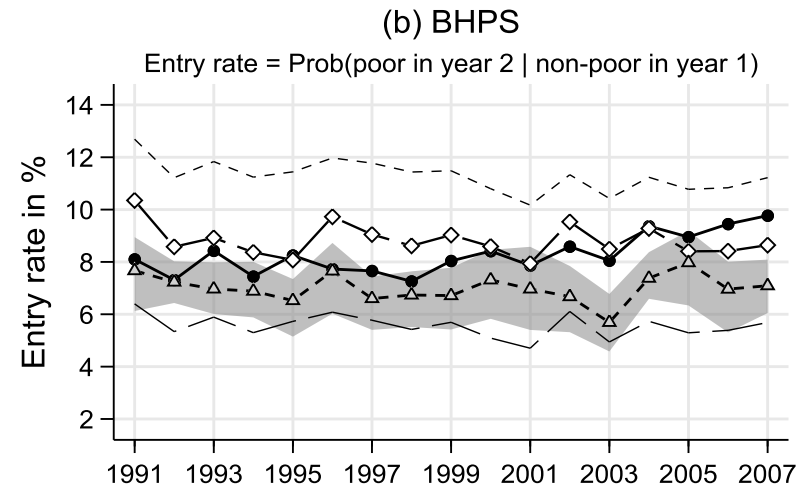 (b) BHPS
Entry rate = Prob(poor in year 2 | non-poor in year 1)
Entry rate in %
14
12
10
8
6
4
2
1991 1993 1995 1997 1999 2001 2003 2005 2007